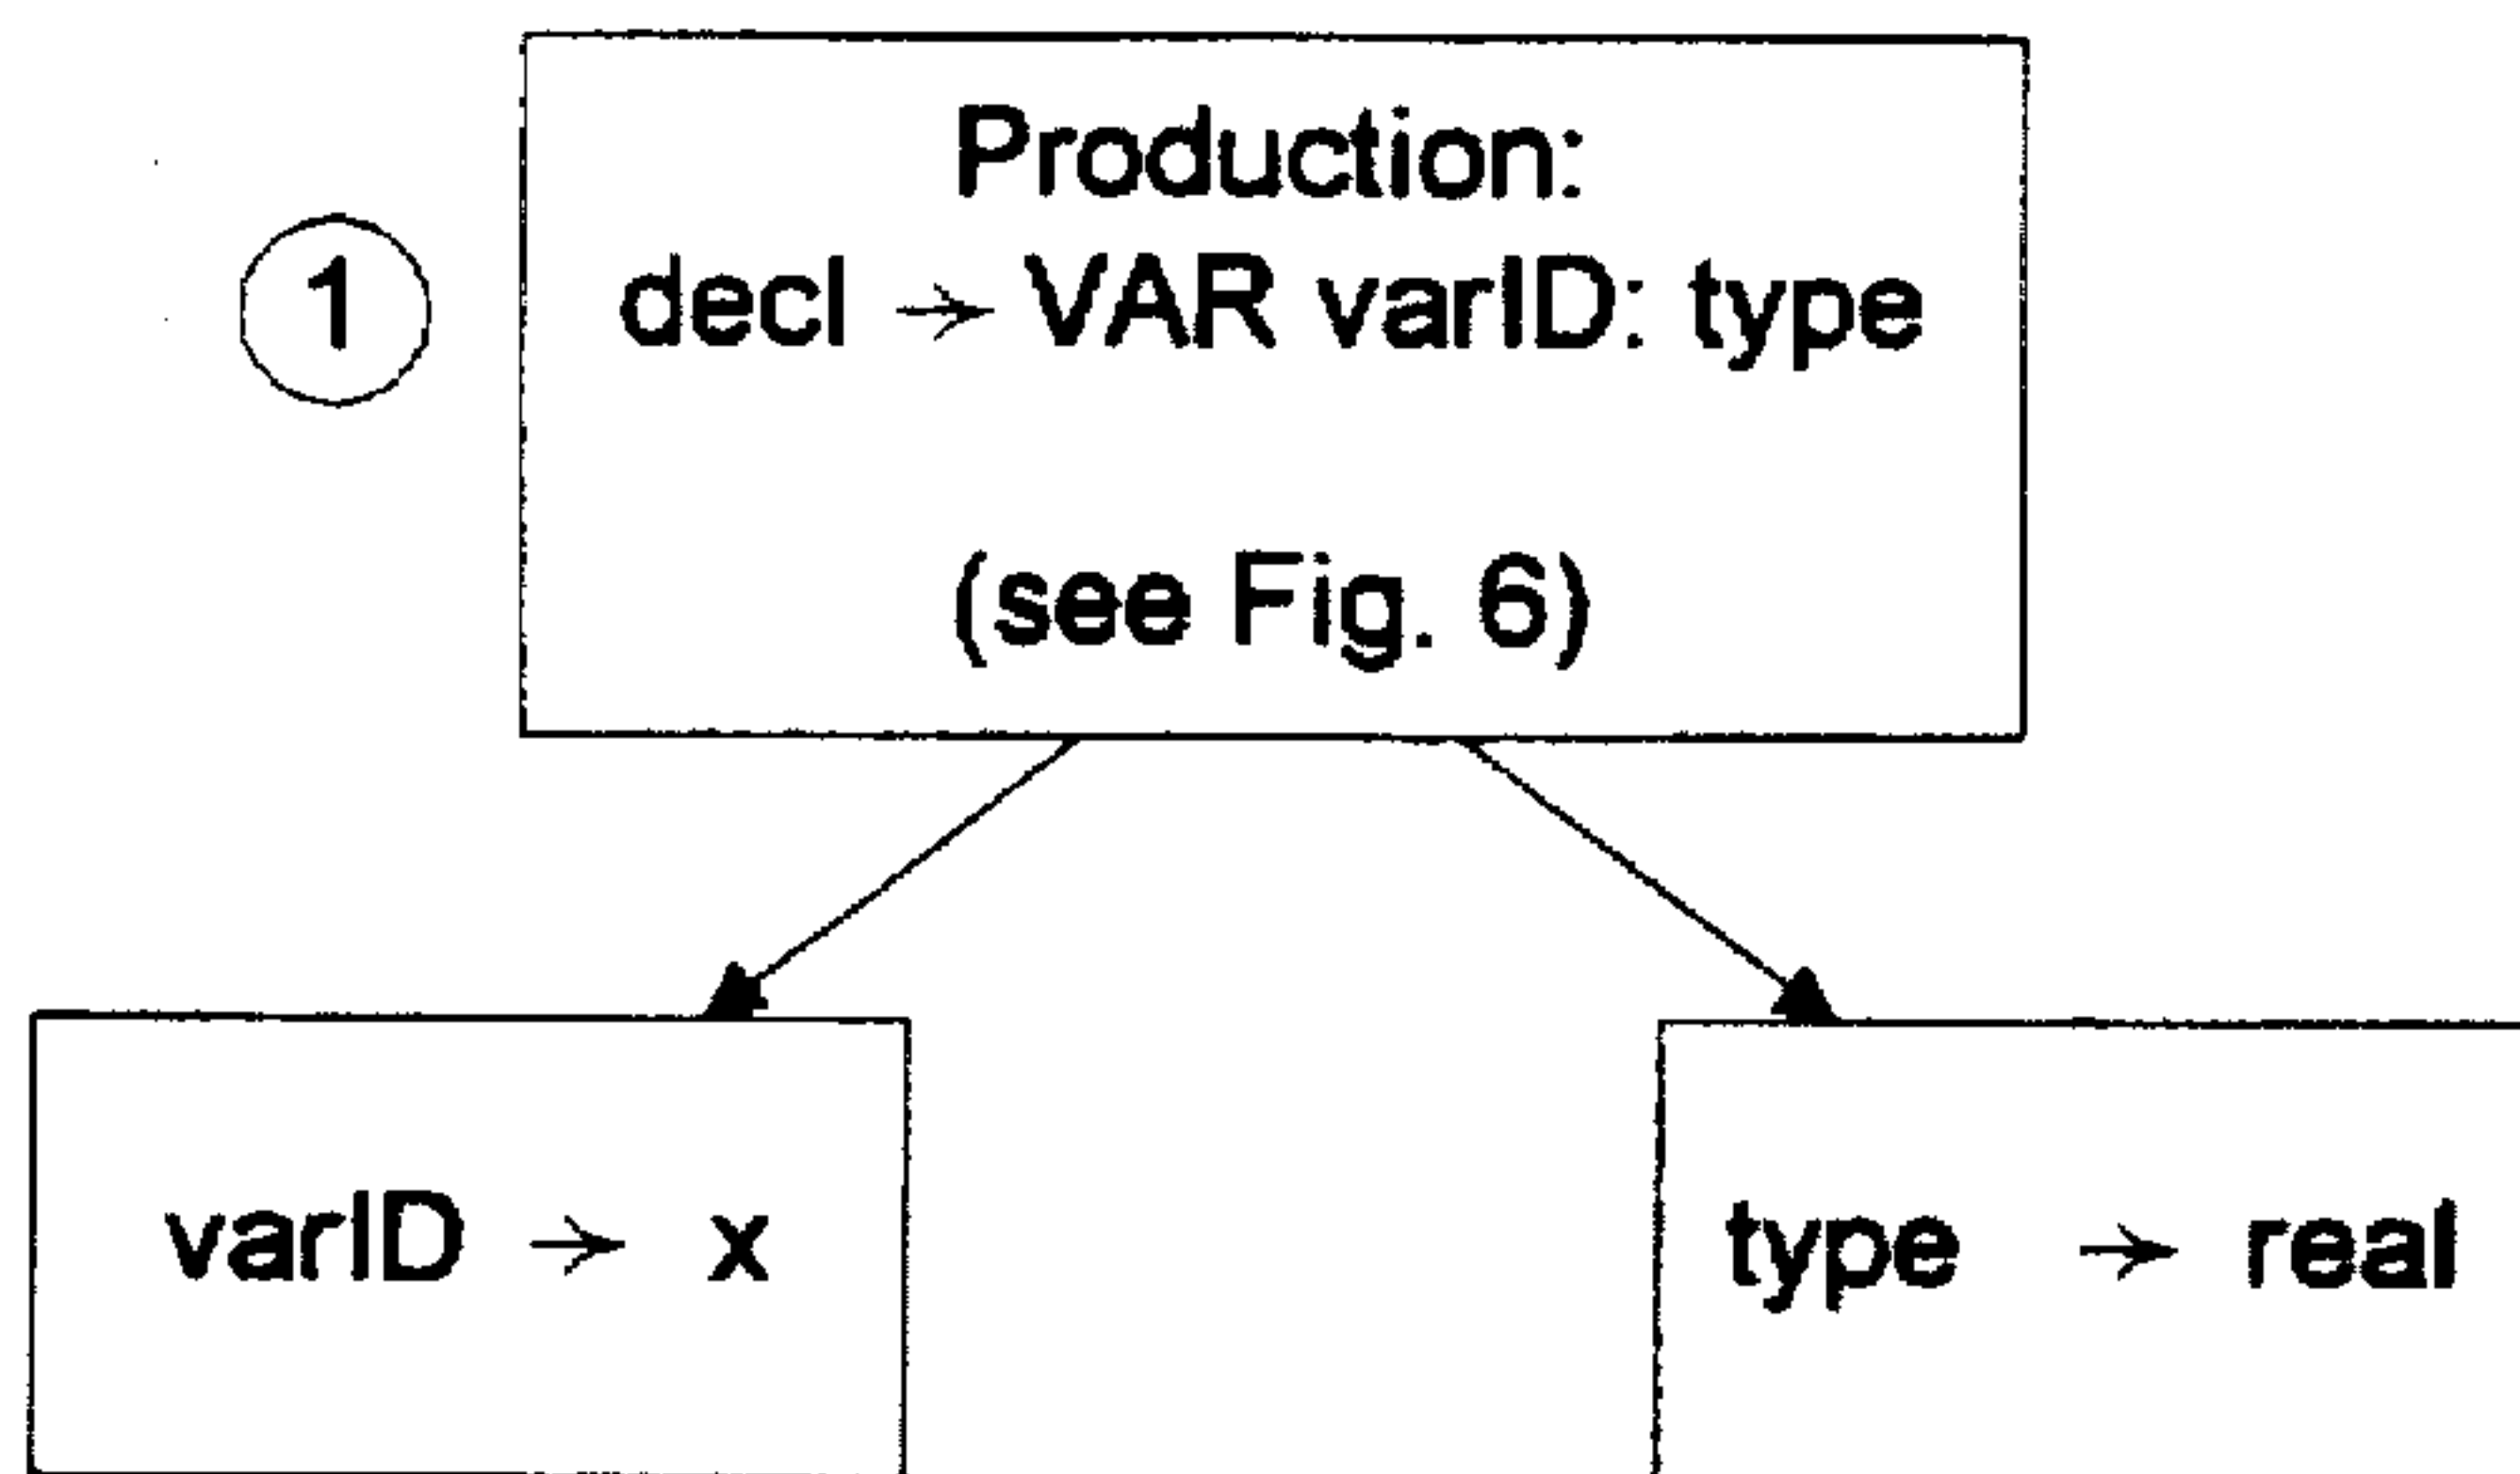 Production:
1
decl → VAR varID: type
(see Fig. 6)
varID → x
type → real